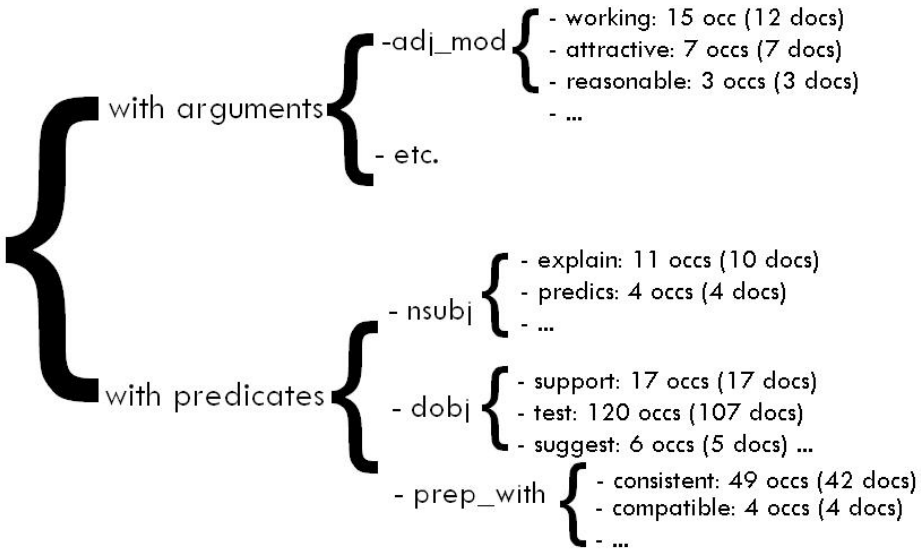 with arguments
-adj_mod
- working: 15 occ (12 docs)
- attractive: 7 occs (7 docs)
- reasonable: 3 occs (3 docs)
- ...
- etc.
with predicates
- nsubj
- explain: 11 occs (10 docs)
- predics: 4 occs (4 docs)
- ...
- dobj
- support: 17 occs (17 docs)
- test: 120 occs (107 docs)
- suggest: 6 occs (5 docs) ...
- prep_with
- consistent: 49 occs (42 docs)
- compatible: 4 occs (4 docs)
- ...